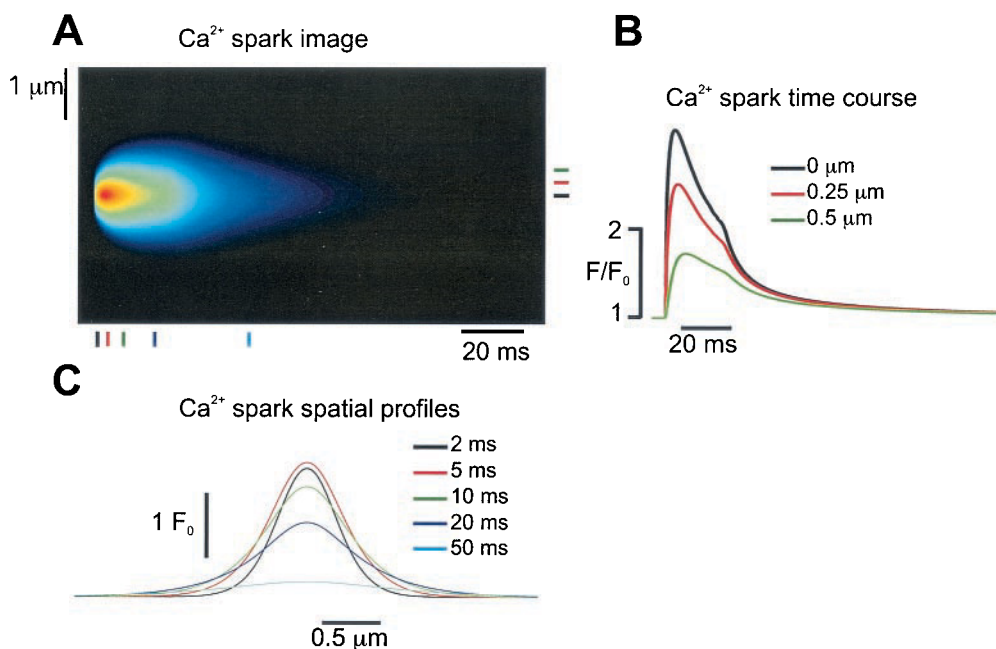 A
Ca2+ spark image
1 μm
20 ms
B
Ca2+ spark time course
0 μm
0.25 μm
0.5 μm
2
F/F0
1
20 ms
C
Ca2+ spark spatial profiles
2 ms
5 ms
10 ms
20 ms
50 ms
1 F0
0.5 μm